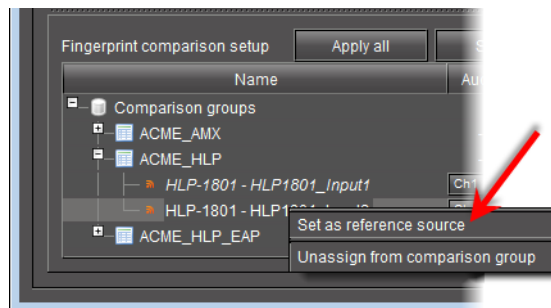 Fingerprint comparison setup Apply all
Name
Comparison groups
ACME_AMX
ACME_HLP
HLP-1801 - HLP1801_Input1 Ch1
HLP-1801 -
Set as reference source
ACME_HLP_EAP
Unassign from comparison group